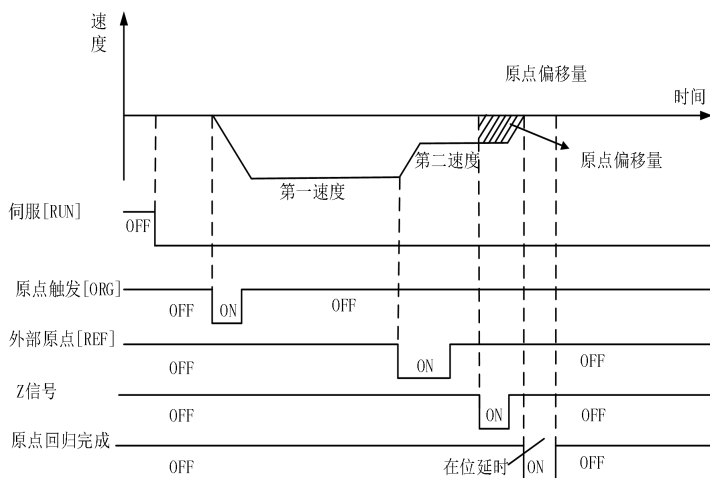 速
度
原点偏移量
时间
第二速度
原点偏移量
第一速度
伺服[RUN]
OFF
原点触发[ORG]
OFF
ON
OFF
外部原点[REF]
OFF
ON
OFF
Z信号
OFF
ON
OFF
原点回归完成
OFF
在位延时
ON
OFF